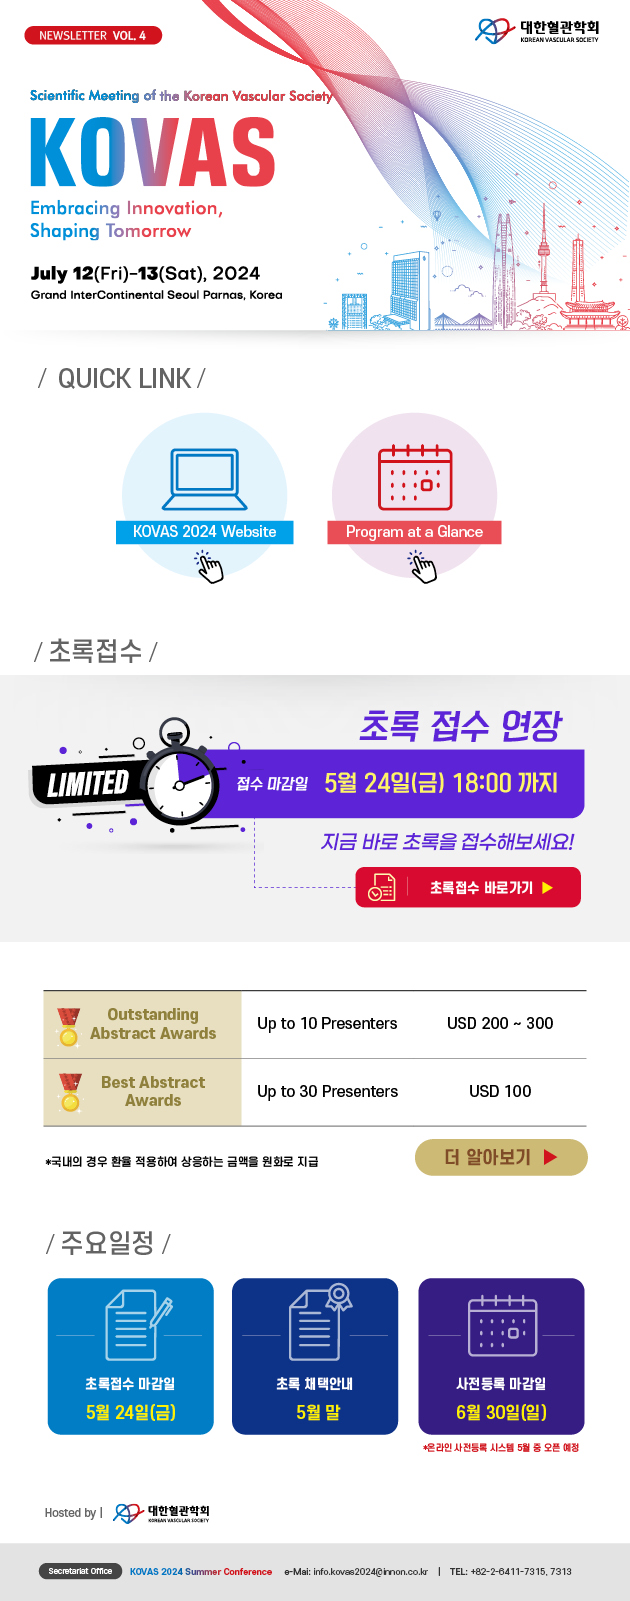 NEWSLETTER VOL. 4
대한혈관학회
KOREAN VASCULAR SOCIETY
Scientific Meeting of the Korean Vascular Society
KOVAS
Embracing Innovation,
Shaping Tomorrow
July 12(Fri)-13(Sat), 2024
Grand InterContinental Seoul Parnas, Korea
/ QUICK LINK /
KOVAS 2024 Website
Program at a Glance
/ 초록접수 /
초록 접수 연장
LIMITED
접수 마감일 5월 24일(금) 18:00 까지
지금 바로 초록을 접수해보세요!
초록접수 바로가기 ▶
Outstanding
Abstract Awards
Up to 10 Presenters
USD 200 ~ 300
Best Abstract
Awards
Up to 30 Presenters
USD 100
*국내의 경우 환율 적용하여 상응하는 금액을 원화로 지급
더 알아보기 ▶
/ 주요일정 /
초록접수 마감일
5월 24일(금)
초록 채택안내
5월 말
사전등록 마감일
6월 30일(일)
*온라인 사전등록 시스템 5월 중 오픈 예정
Hosted by |
대한혈관학회
KOREAN VASCULAR SOCIETY
Secretariat Office KOVAS 2024 Summer Conference e-Mai: info.kovas2024@innon.co.kr | TEL: +82-2-6411-7315, 7313